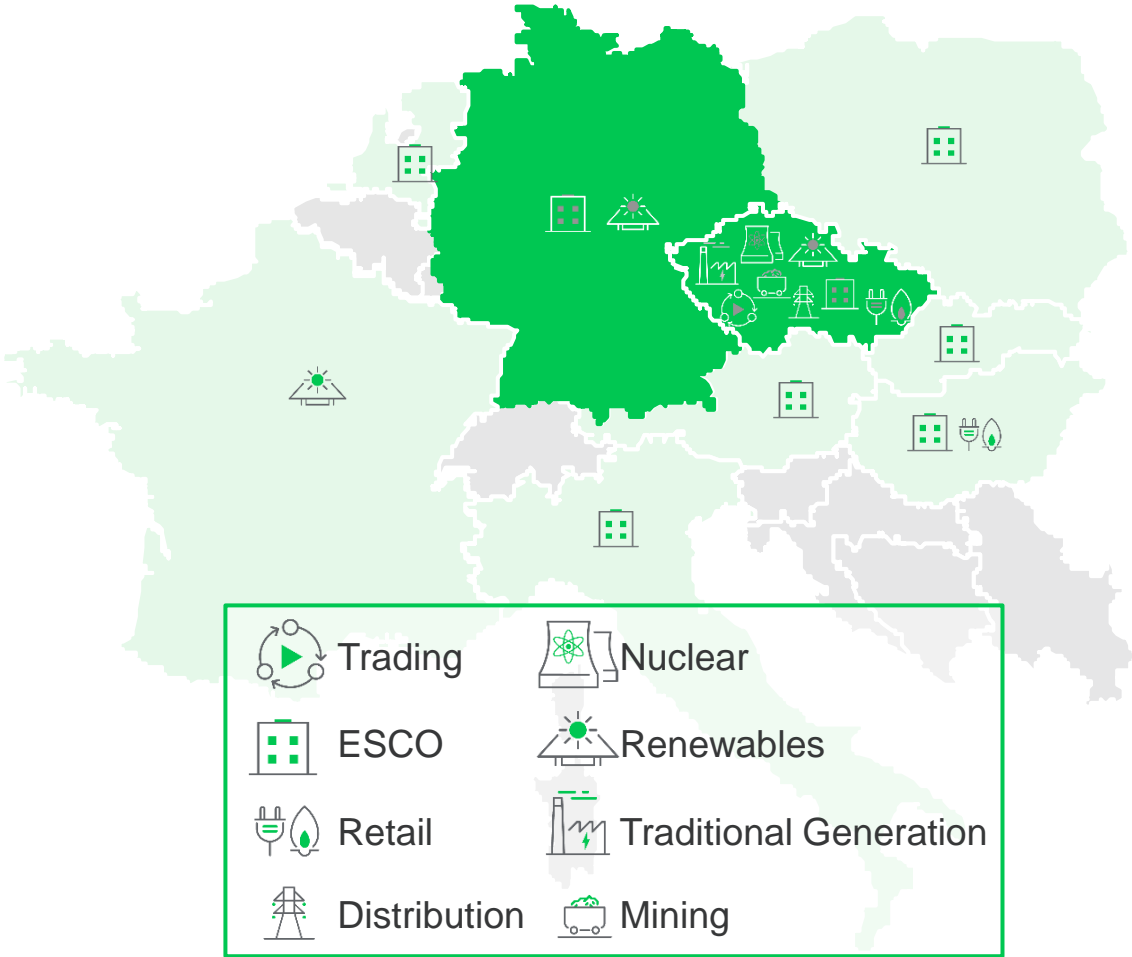 Trading
Nuclear
ESCO
Renewables
Retail
Traditional Generation
Distribution
Mining